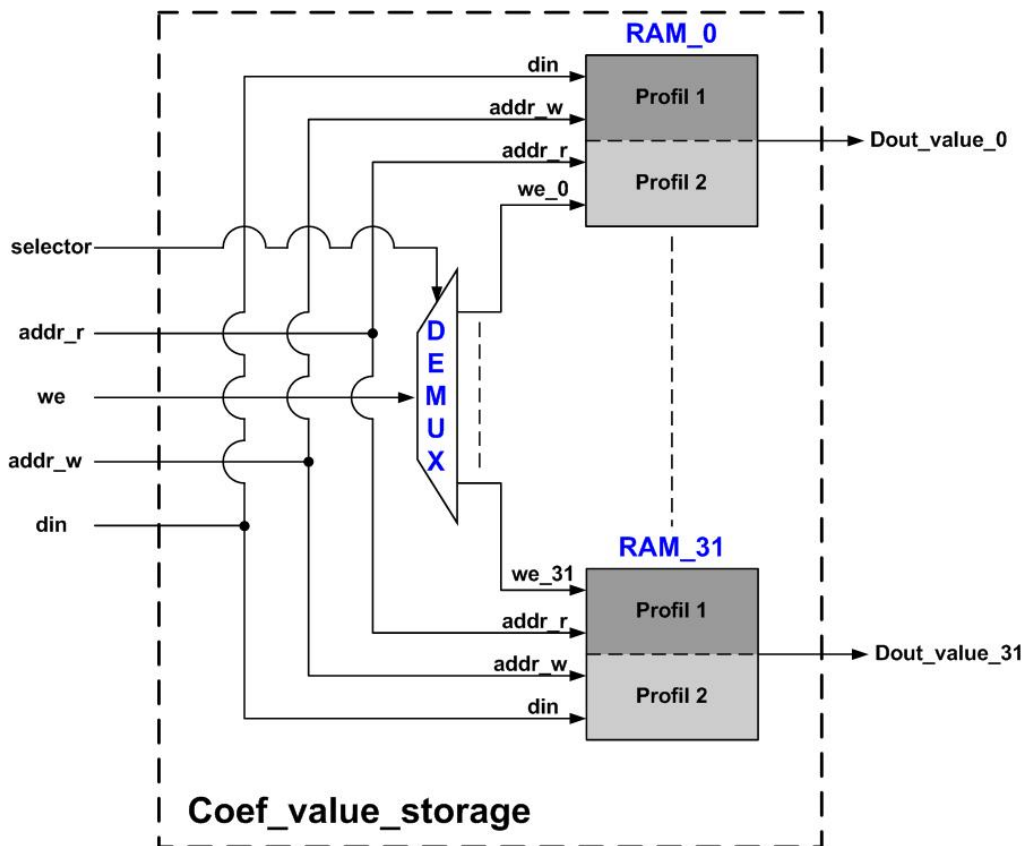 RAM_0
din
Profil 1
addr_w
Dout_value_0
addr_r
Profil 2
we_0
selector
addr_r
DEMUX
we
addr_w
din
RAM_31
we_31
Profil 1
addr_r
Dout_value_31
addr_w
Profil 2
din
Coef_value_storage